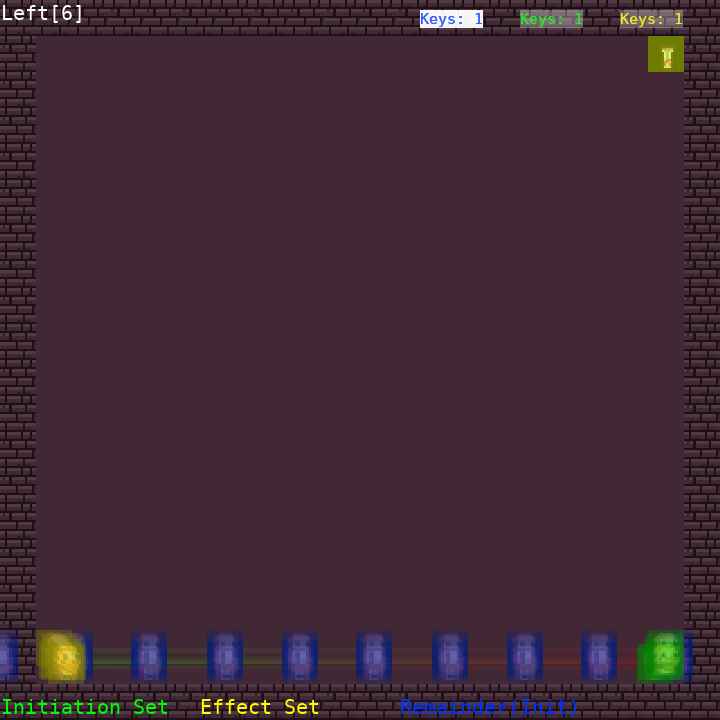 Left[6]
Keys: 1 Keys: 1 Keys: 1
Initiation Set Effect Set Remainder(Init)